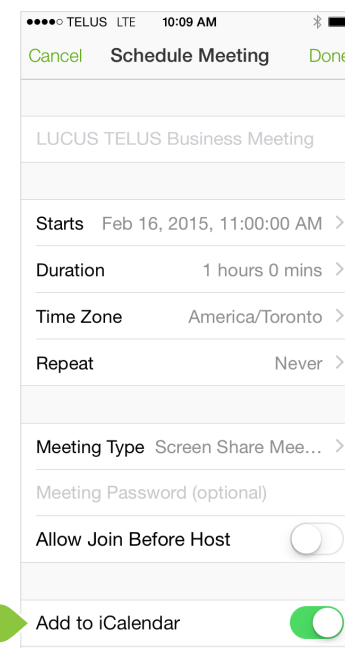 TELUS LTE 10:09 AM
Cancel Schedule Meeting Done
LUCUS TELUS Business Meeting
Starts Feb 16, 2015, 11:00:00 AM
Duration 1 hours 0 mins
Time Zone America/Toronto
Repeat Never
Meeting Type Screen Share Mee...
Meeting Password (optional)
Allow Join Before Host
Add to iCalendar